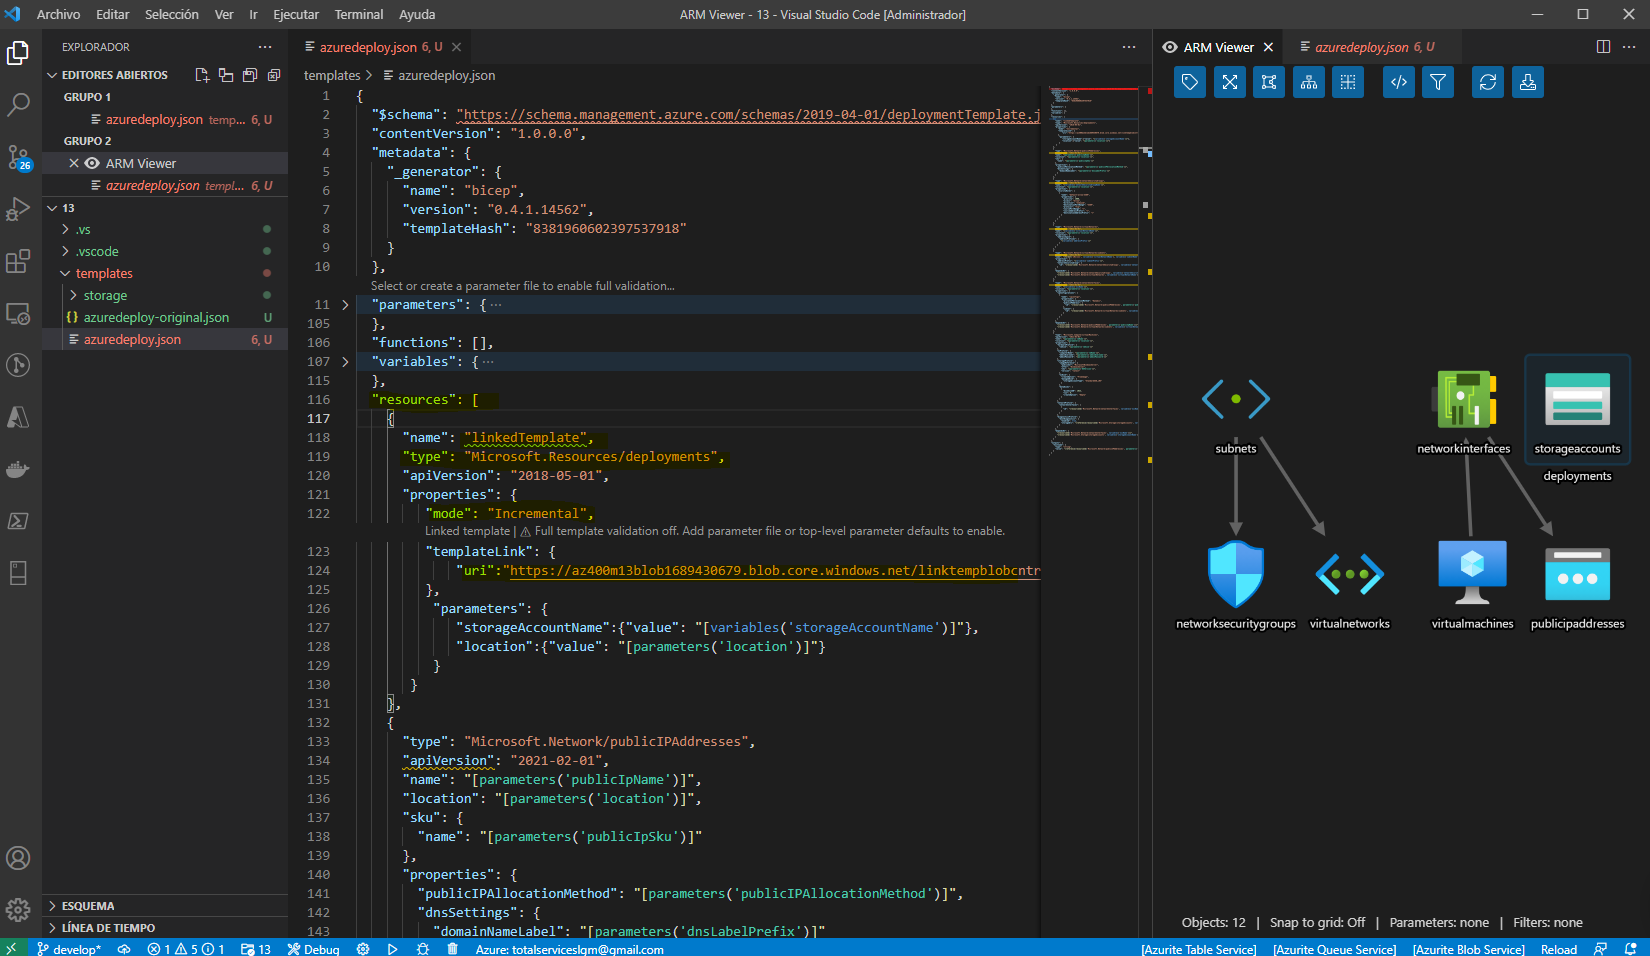 Archivo Editar Selección Ver Ir Ejecutar Terminal Ayuda
ARM Viewer - 13 - Visual Studio Code [Administrador]
EXPLORADOR
EDITORES ABIERTOS
GRUPO 1
azuredeploy.json temp... 6, U
GRUPO 2
ARM Viewer
azuredeploy.json templ... 6, U
13
.vs
.vscode
templates
storage
{} azuredeploy-original.json U
azuredeploy.json 6, U
ESQUEMA
LÍNEA DE TIEMPO
26
azuredeploy.json 6, U
templates > azuredeploy.json
1 {
2 "$schema": "https://schema.management.azure.com/schemas/2019-04-01/deploymentTemplate.j
3 "contentVersion": "1.0.0.0",
4 "metadata": {
5 "_generator": {
6 "name": "bicep",
7 "version": "0.4.1.14562",
8 "templateHash": "8381960602397537918"
9 }
10 },
Select or create a parameter file to enable full validation...
11 "parameters": { ...
105 },
106 "functions": [],
107 "variables": { ...
115 },
116 "resources": [
117 {
118 "name": "linkedTemplate",
119 "type": "Microsoft.Resources/deployments",
120 "apiVersion": "2018-05-01",
121 "properties": {
122 "mode": "Incremental",
Linked template | ⚠ Full template validation off. Add parameter file or top-level parameter defaults to enable.
123 "templateLink": {
124 "uri":"https://az400m13blob1689430679.blob.core.windows.net/linktempblobcntr
125 },
126 "parameters": {
127 "storageAccountName":{"value": "[variables('storageAccountName')]"},
128 "location":{"value": "[parameters('location')]"}
129 }
130 }
131 },
132 {
133 "type": "Microsoft.Network/publicIPAddresses",
134 "apiVersion": "2021-02-01",
135 "name": "[parameters('publicIpName')]",
136 "location": "[parameters('location')]",
137 "sku": {
138 "name": "[parameters('publicIpSku')]"
139 },
140 "properties": {
141 "publicIPAllocationMethod": "[parameters('publicIPAllocationMethod')]",
142 "dnsSettings": {
143 "domainNameLabel": "[parameters('dnsLabelPrefix')]"
ARM Viewer
azuredeploy.json 6, U
subnets
networkinterfaces
storageaccounts
deployments
networksecuritygroups
virtualnetworks
virtualmachines
publicipaddresses
Objects: 12 | Snap to grid: Off | Parameters: none | Filters: none
develop* 1 5 1 13 Debug Azure: totalserviceslgm@gmail.com [Azurite Table Service] [Azurite Queue Service] [Azurite Blob Service] Reload